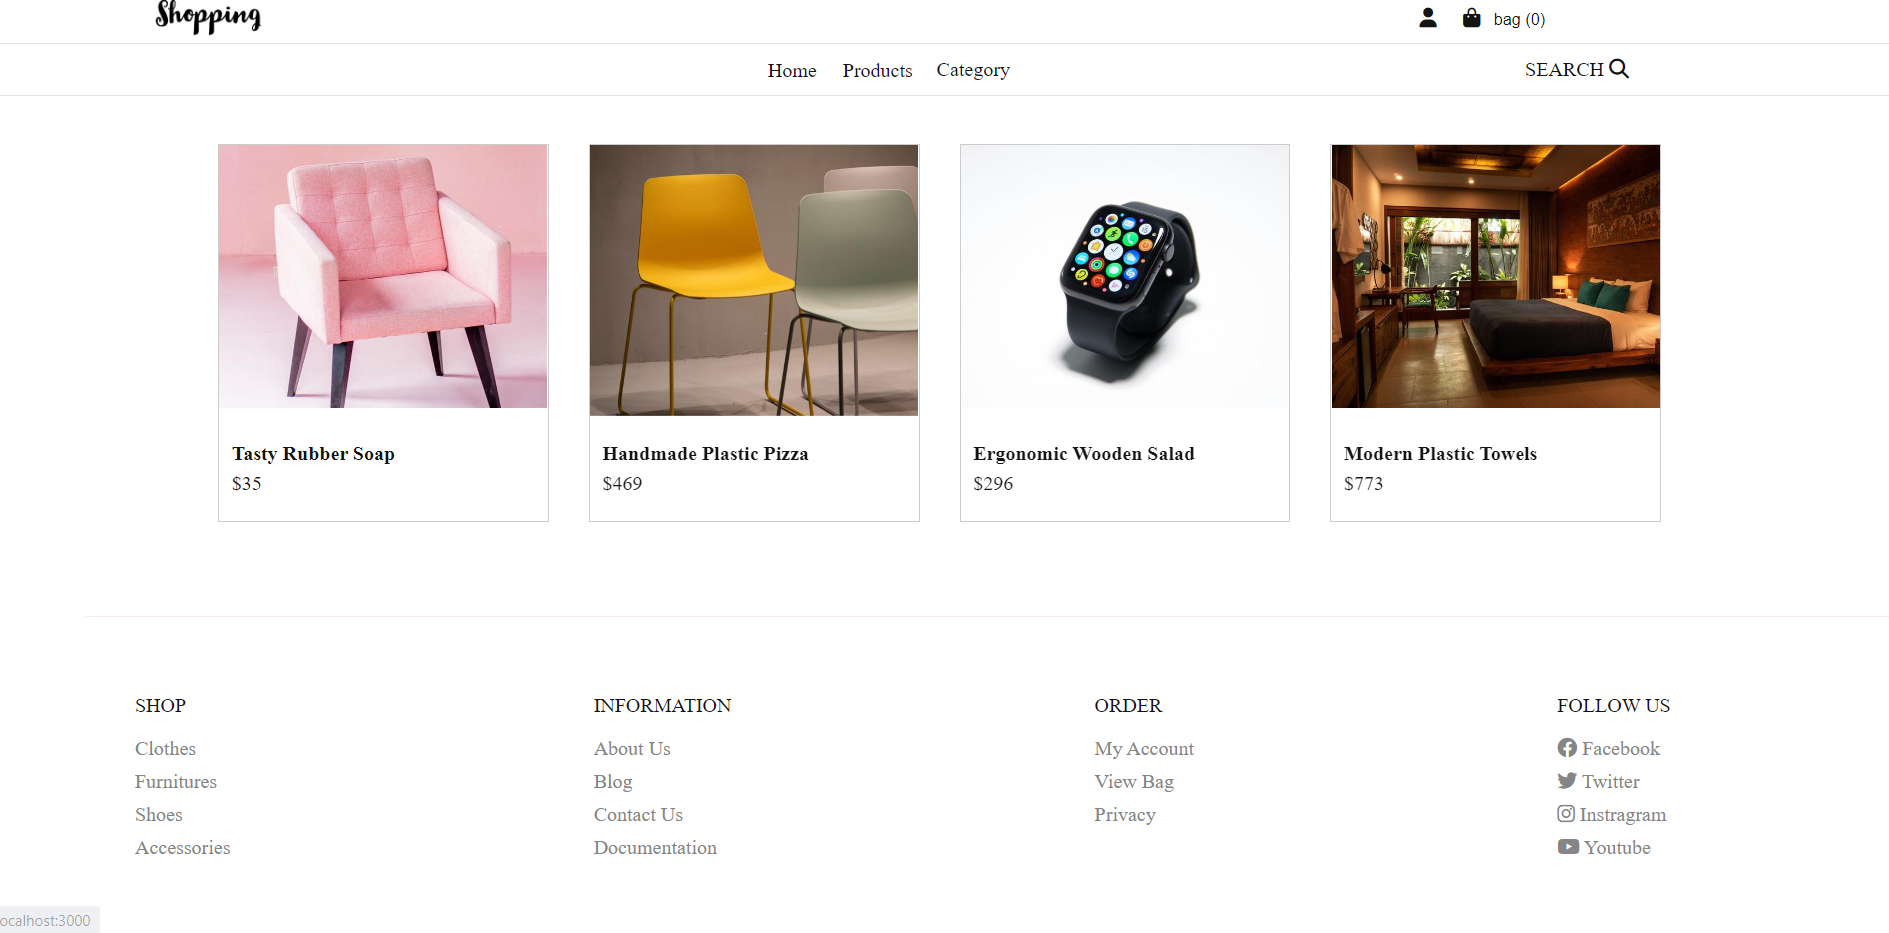 Shopping
bag (0)
Home Products Category SEARCH
Tasty Rubber Soap
$35
Handmade Plastic Pizza
$469
Ergonomic Wooden Salad
$296
Modern Plastic Towels
$773
SHOP
Clothes
Furnitures
Shoes
Accessories
INFORMATION
About Us
Blog
Contact Us
Documentation
ORDER
My Account
View Bag
Privacy
FOLLOW US
Facebook
Twitter
Instragram
Youtube
ocalhost:3000